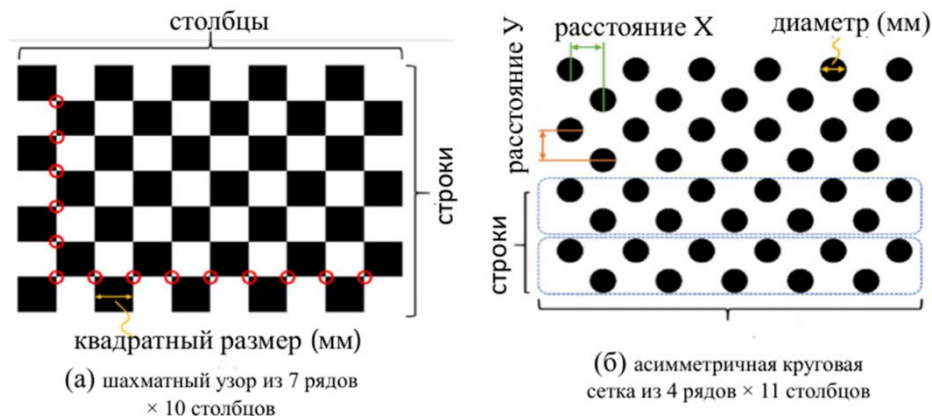 столбцы
строки
квадратный размер (мм)
(а) шахматный узор из 7 рядов
× 10 столбцов
расстояние X
диаметр (мм)
расстояние У
строки
(б) асимметричная круговая
сетка из 4 рядов × 11 столбцов